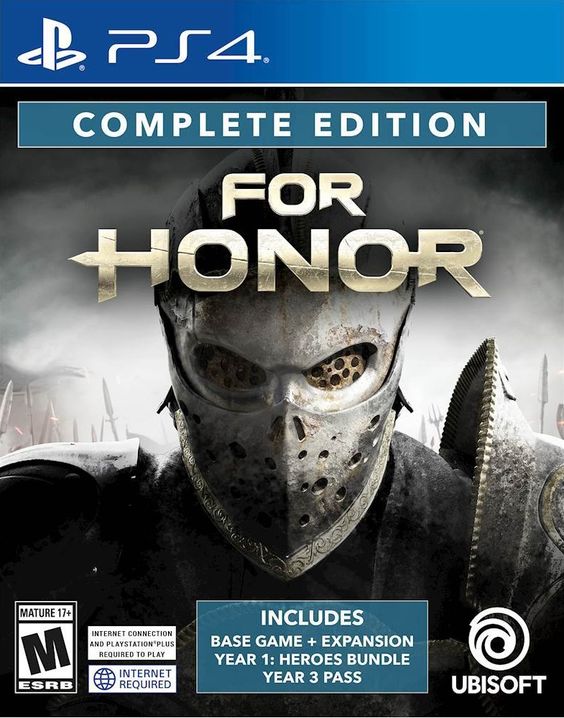 PS4
COMPLETE EDITION
FOR
HONOR
MATURE 17+
M
ESRB
INTERNET CONNECTION
AND PLAYSTATION®PLUS
REQUIRED TO PLAY
INTERNET
REQUIRED
INCLUDES
BASE GAME + EXPANSION
YEAR 1: HEROES BUNDLE
YEAR 3 PASS
UBISOFT